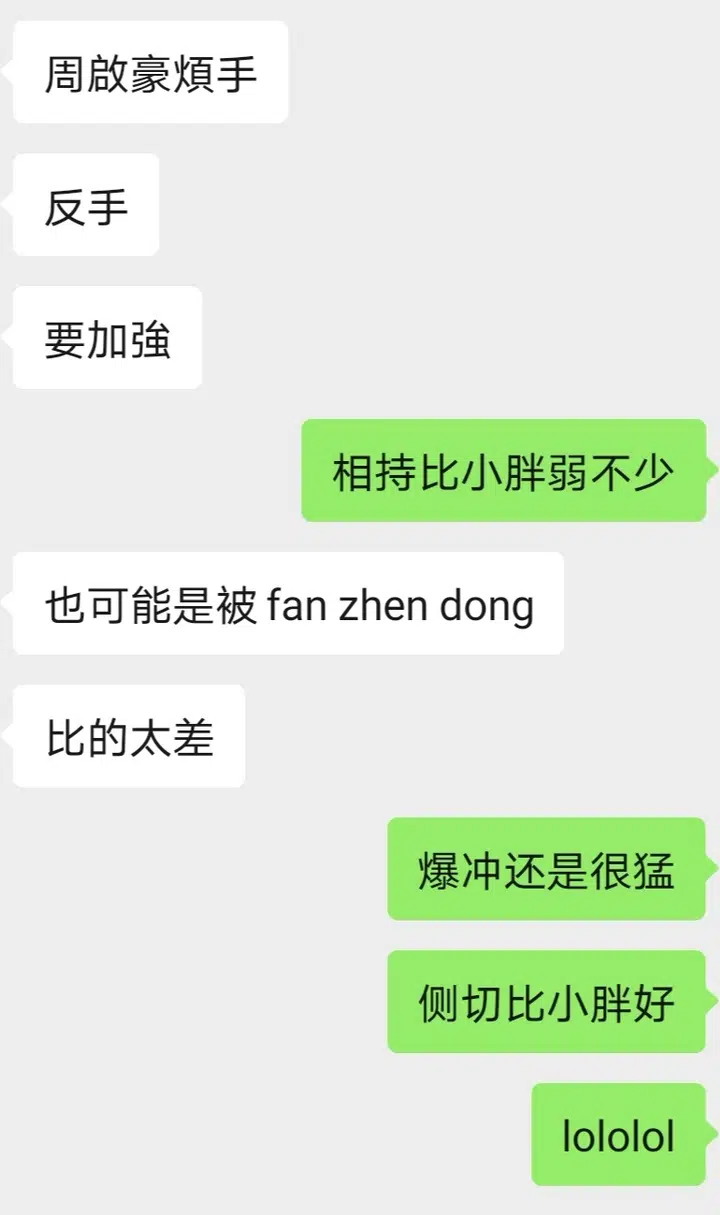 周啟豪煩手
反手
要加強
相持比小胖弱不少
也可能是被 fan zhen dong
比的太差
爆冲还是很猛
侧切比小胖好
lololol